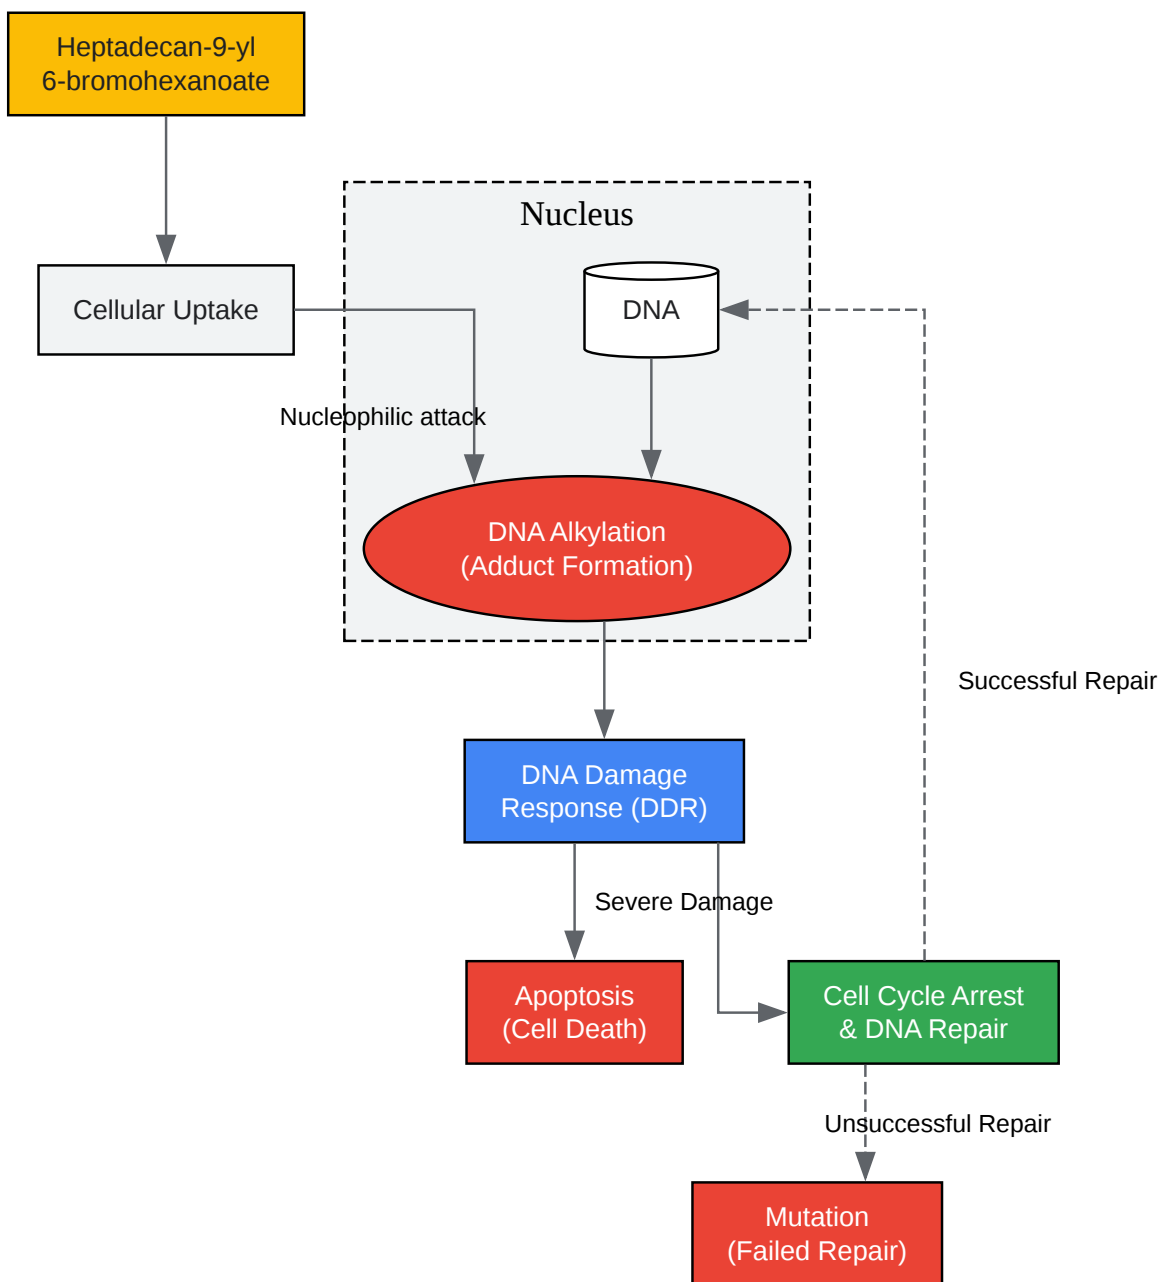 Heptadecan-9-yl
6-bromohexanoate
Nucleus
Cellular Uptake
DNA
Nucleophilic attack
DNA Alkylation
(Adduct Formation)
Successful Repair
DNA Damage
Response (DDR)
Severe Damage
Apoptosis
(Cell Death)
Cell Cycle Arrest
& DNA Repair
Unsuccessful Repair
Mutation
(Failed Repair)